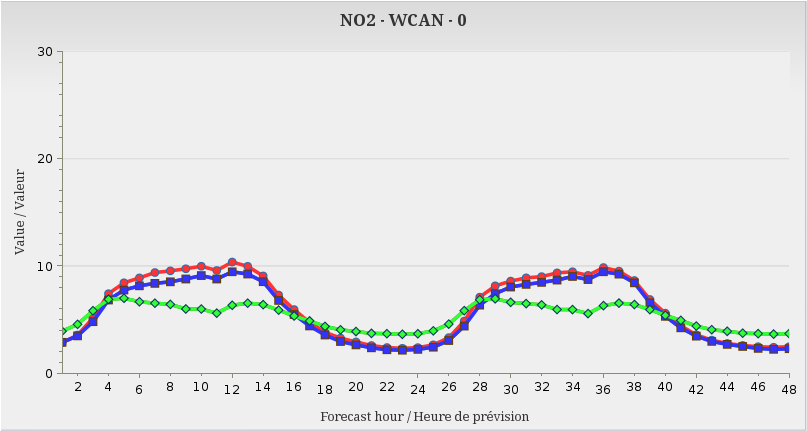 NO2 - WCAN - 0
30
20
10
0
Value / Valeur
2 4 6 8 10 12 14 16 18 20 22 24 26 28 30 32 34 36 38 40 42 44 46 48
Forecast hour / Heure de prévision